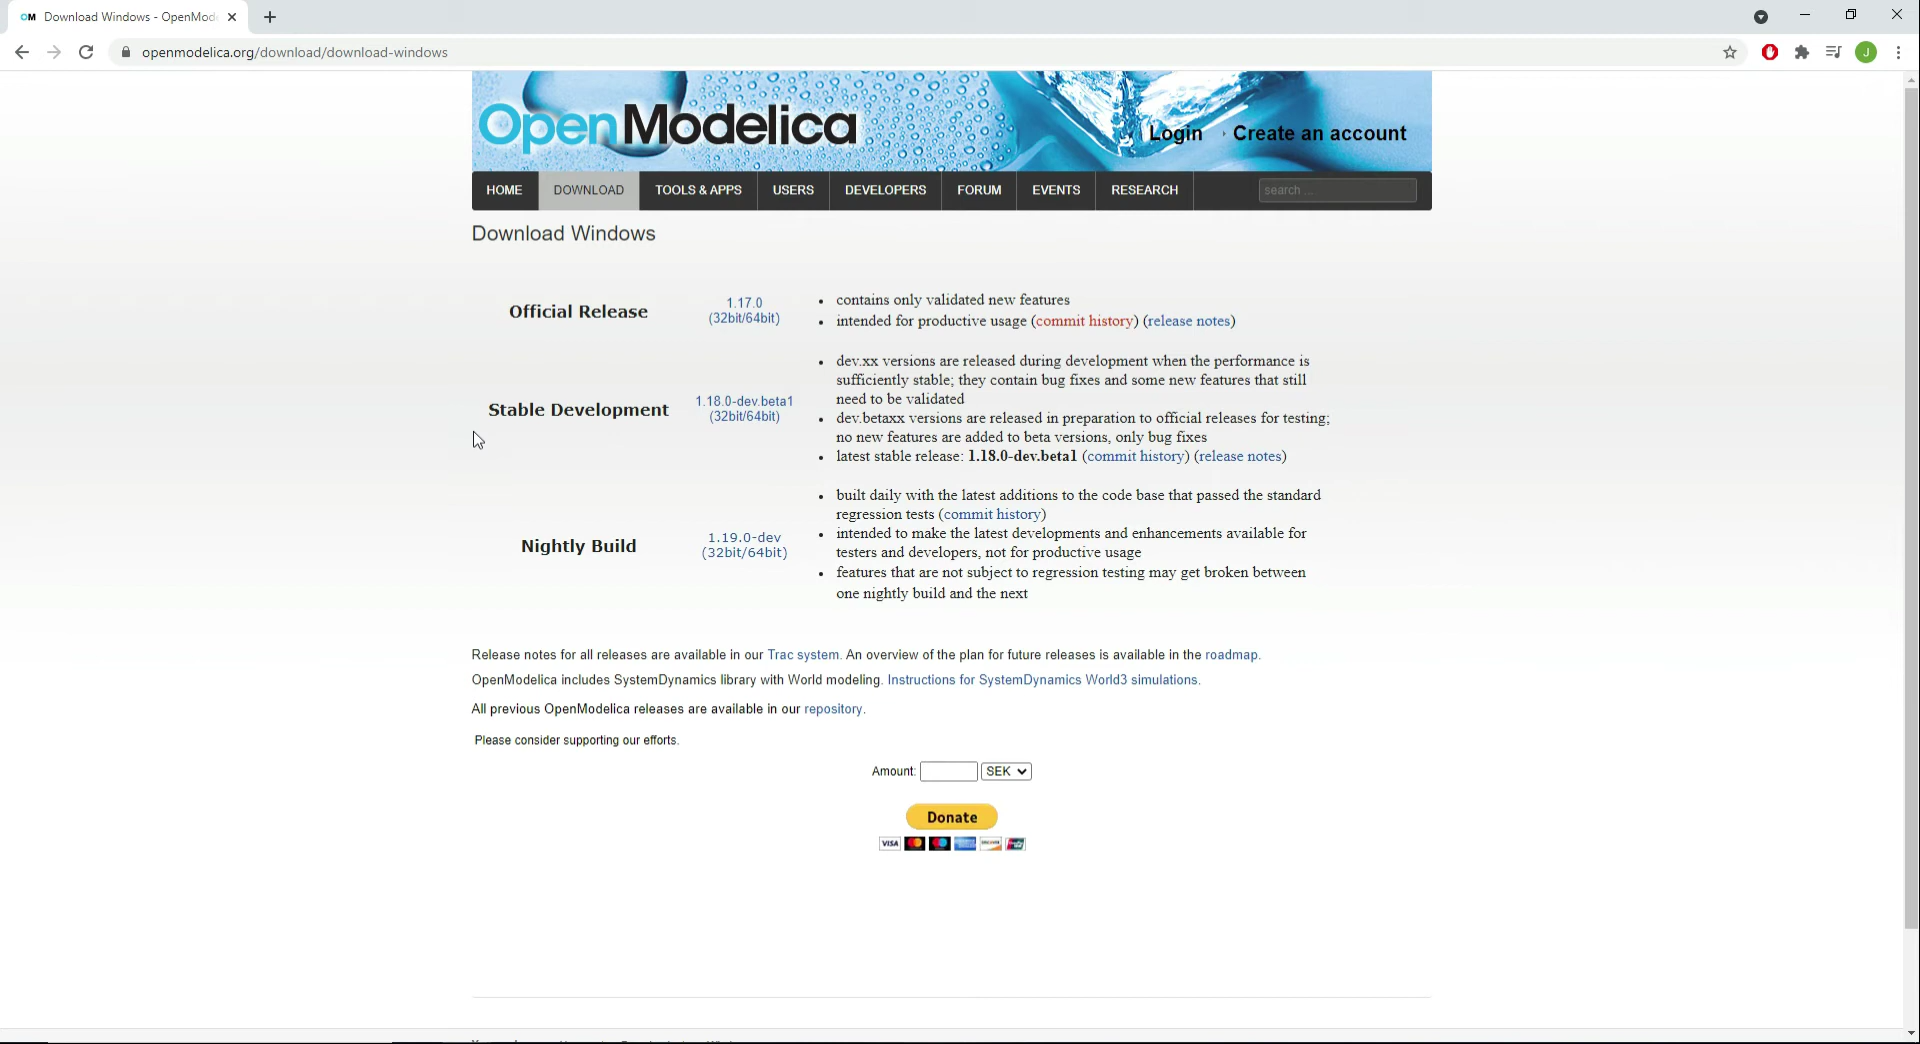 OM Download Windows - OpenMod
openmodelica.org/download/download-windows
J
OpenModelica
Login
Create an account
HOME
DOWNLOAD
TOOLS & APPS
USERS
DEVELOPERS
FORUM
EVENTS
RESEARCH
search ...
Download Windows
Official Release
1.17.0
(32bit/64bit)
contains only validated new features
intended for productive usage (commit history) (release notes)
Stable Development
1.18.0-dev.beta1
(32bit/64bit)
dev.xx versions are released during development when the performance is
sufficiently stable; they contain bug fixes and some new features that still
need to be validated
dev.betaxx versions are released in preparation to official releases for testing;
no new features are added to beta versions, only bug fixes
latest stable release: 1.18.0-dev.beta1 (commit history) (release notes)
Nightly Build
1.19.0-dev
(32bit/64bit)
built daily with the latest additions to the code base that passed the standard
regression tests (commit history)
intended to make the latest developments and enhancements available for
testers and developers, not for productive usage
features that are not subject to regression testing may get broken between
one nightly build and the next
Release notes for all releases are available in our Trac system. An overview of the plan for future releases is available in the roadmap.
OpenModelica includes SystemDynamics library with World modeling. Instructions for SystemDynamics World3 simulations.
All previous OpenModelica releases are available in our repository.
Please consider supporting our efforts.
Amount:
SEK
Donate
VISA